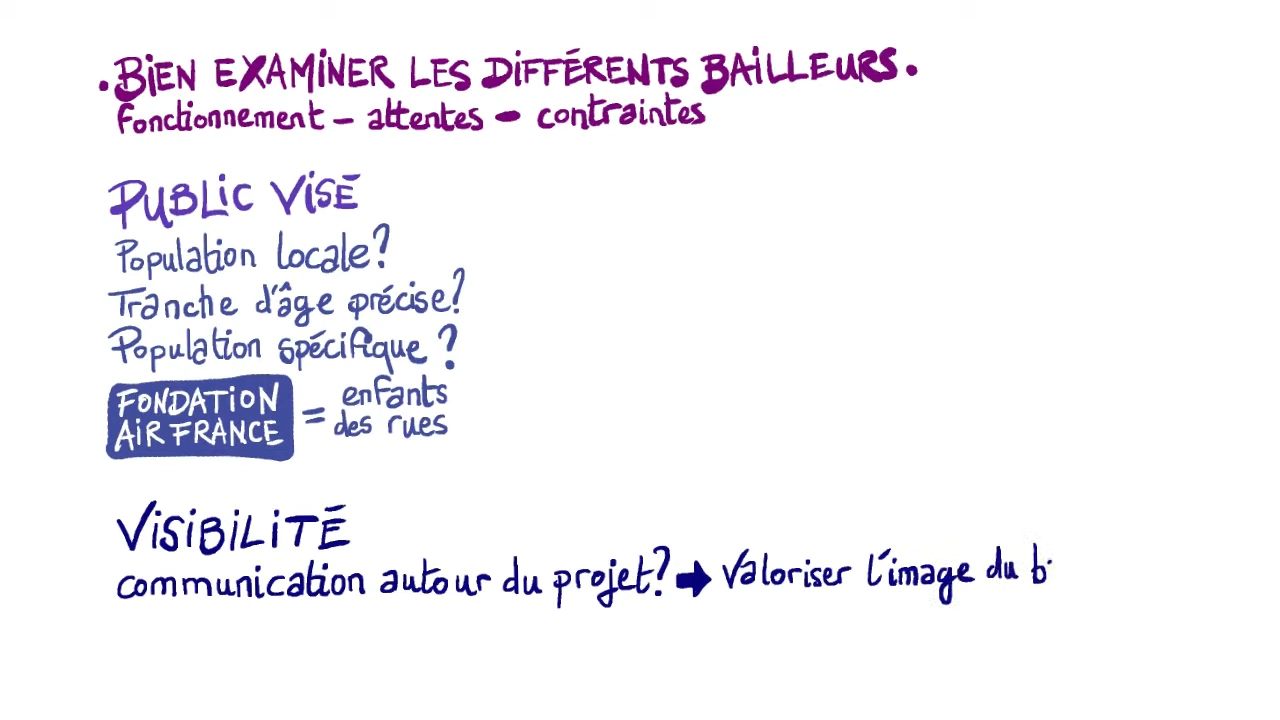 . BiEN EXAMiNER LES DiFFÉRENTS BAiLLEURS .
fonctionnement – attentes – contraintes
PUBLiC ViSÉ
Population locale ?
Tranche d'âge précise ?
Population spécifique ?
FONDATiON
AiR FRANCE
=
enfants
des rues
ViSiBiLiTÉ
communication autour du projet ? ➡ Valoriser l'image du b